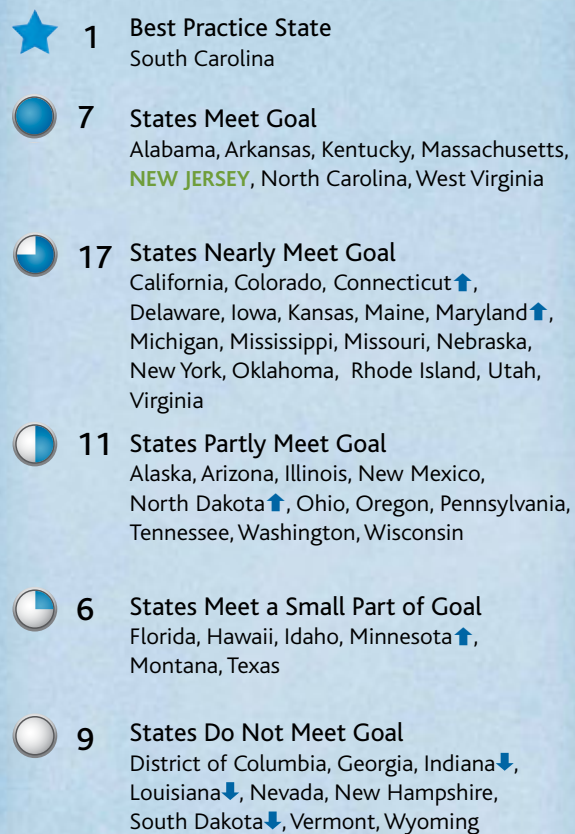 1 Best Practice State
South Carolina
7 States Meet Goal
Alabama, Arkansas, Kentucky, Massachusetts,
NEW JERSEY, North Carolina, West Virginia
17 States Nearly Meet Goal
California, Colorado, Connecticut⬆,
Delaware, Iowa, Kansas, Maine, Maryland⬆,
Michigan, Mississippi, Missouri, Nebraska,
New York, Oklahoma, Rhode Island, Utah,
Virginia
11 States Partly Meet Goal
Alaska, Arizona, Illinois, New Mexico,
North Dakota⬆, Ohio, Oregon, Pennsylvania,
Tennessee, Washington, Wisconsin
6 States Meet a Small Part of Goal
Florida, Hawaii, Idaho, Minnesota⬆,
Montana, Texas
9 States Do Not Meet Goal
District of Columbia, Georgia, Indiana⬇,
Louisiana⬇, Nevada, New Hampshire,
South Dakota⬇, Vermont, Wyoming